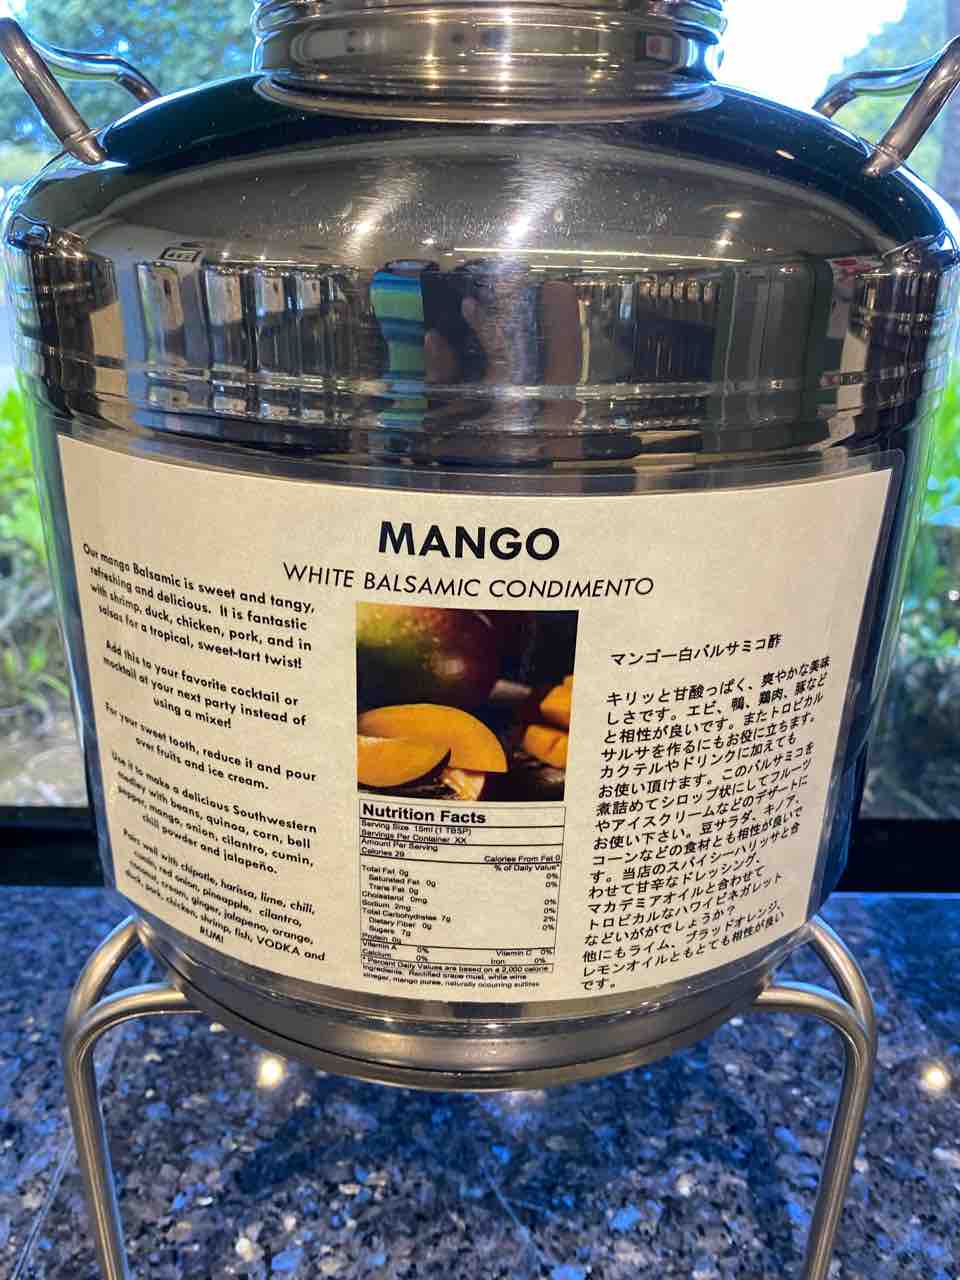 MANGO
WHITE BALSAMIC CONDIMENTO
Our mango Balsamic is sweet and tangy,
refreshing and delicious. It is fantastic
with shrimp, duck, chicken, pork, and in
salsas for a tropical, sweet-tart twist!
Add this to your favorite cocktail or
mocktail at your next party instead of
using a mixer!
For your sweet tooth, reduce it and pour
over fruits and ice cream.
Use it to make a delicious Southwestern
medley with beans, quinoa, corn, bell
pepper, mango, onion, cilantro, cumin,
chili powder and jalapeño.
Pairs well with chipotle, harissa, lime, chili,
cumin, red onion, pineapple, cilantro,
coconut, cream, ginger, jalapeno, orange,
duck, pork, chicken, shrimp, fish, VODKA and
RUM!
Nutrition Facts
Serving Size 15ml (1 TBSP)
Servings Per Container XX
Amount Per Serving
Calories 29 Calories From Fat 0
% of Daily Value*
Total Fat 0g 0%
Saturated Fat 0g 0%
Trans Fat 0g
Cholesterol 0mg 0%
Sodium 2mg 0%
Total Carbohydrates 7g 2%
Dietary Fiber 0g 0%
Sugars 7g
Protein 0g
Vitamin A 0% Vitamin C 0%
Calcium 0% Iron 0%
* Percent Daily Values are based on a 2,000 calorie
Ingredients: Rectified grape must, white wine
vinegar, mango puree, naturally occurring sulfites
マンゴー白バルサミコ酢
キリッと甘酸っぱく、爽やかな美味
しさです。エビ、鴨、鶏肉、豚など
と相性が良いです。またトロピカル
サルサを作るにもお役に立ちます。
カクテルやドリンクに加えても
お使い頂けます。このバルサミコを
煮詰めてシロップ状にしてフルーツ
やアイスクリームなどのデザートに
お使い下さい。豆サラダ、キノア、
コーンなどの食材とも相性が良いで
す。当店のスパイシーハリッサと合
わせて甘辛なドレッシング、
マカデミアオイルと合わせて
トロピカルなハワイビネガレット
などいかがでしょうか？
他にもライム、ブラッドオレンジ、
レモンオイルともとても相性が良い
です。